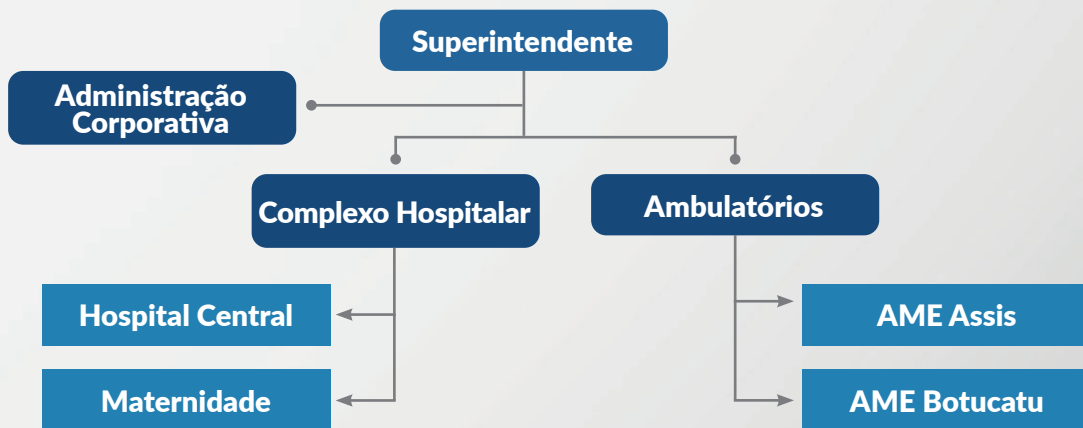 Superintendente
Administração
Corporativa
Complexo Hospitalar
Ambulatórios
Hospital Central
AME Assis
Maternidade
AME Botucatu